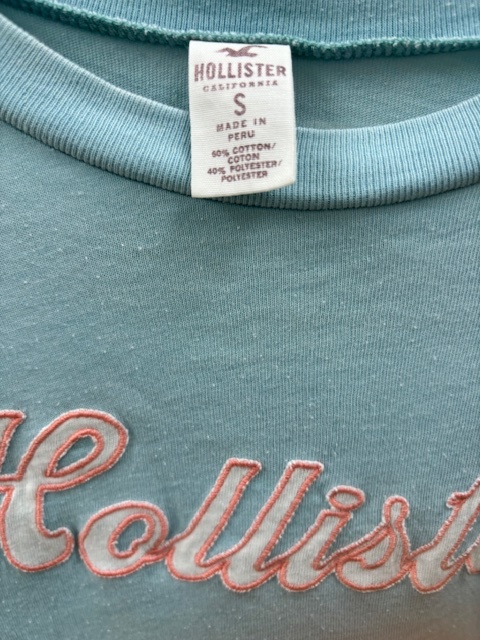 HOLLISTER
CALIFORNIA
S
MADE IN
PERU
60% COTTON/
COTON
40% POLYESTER/
POLYESTER
Hollist